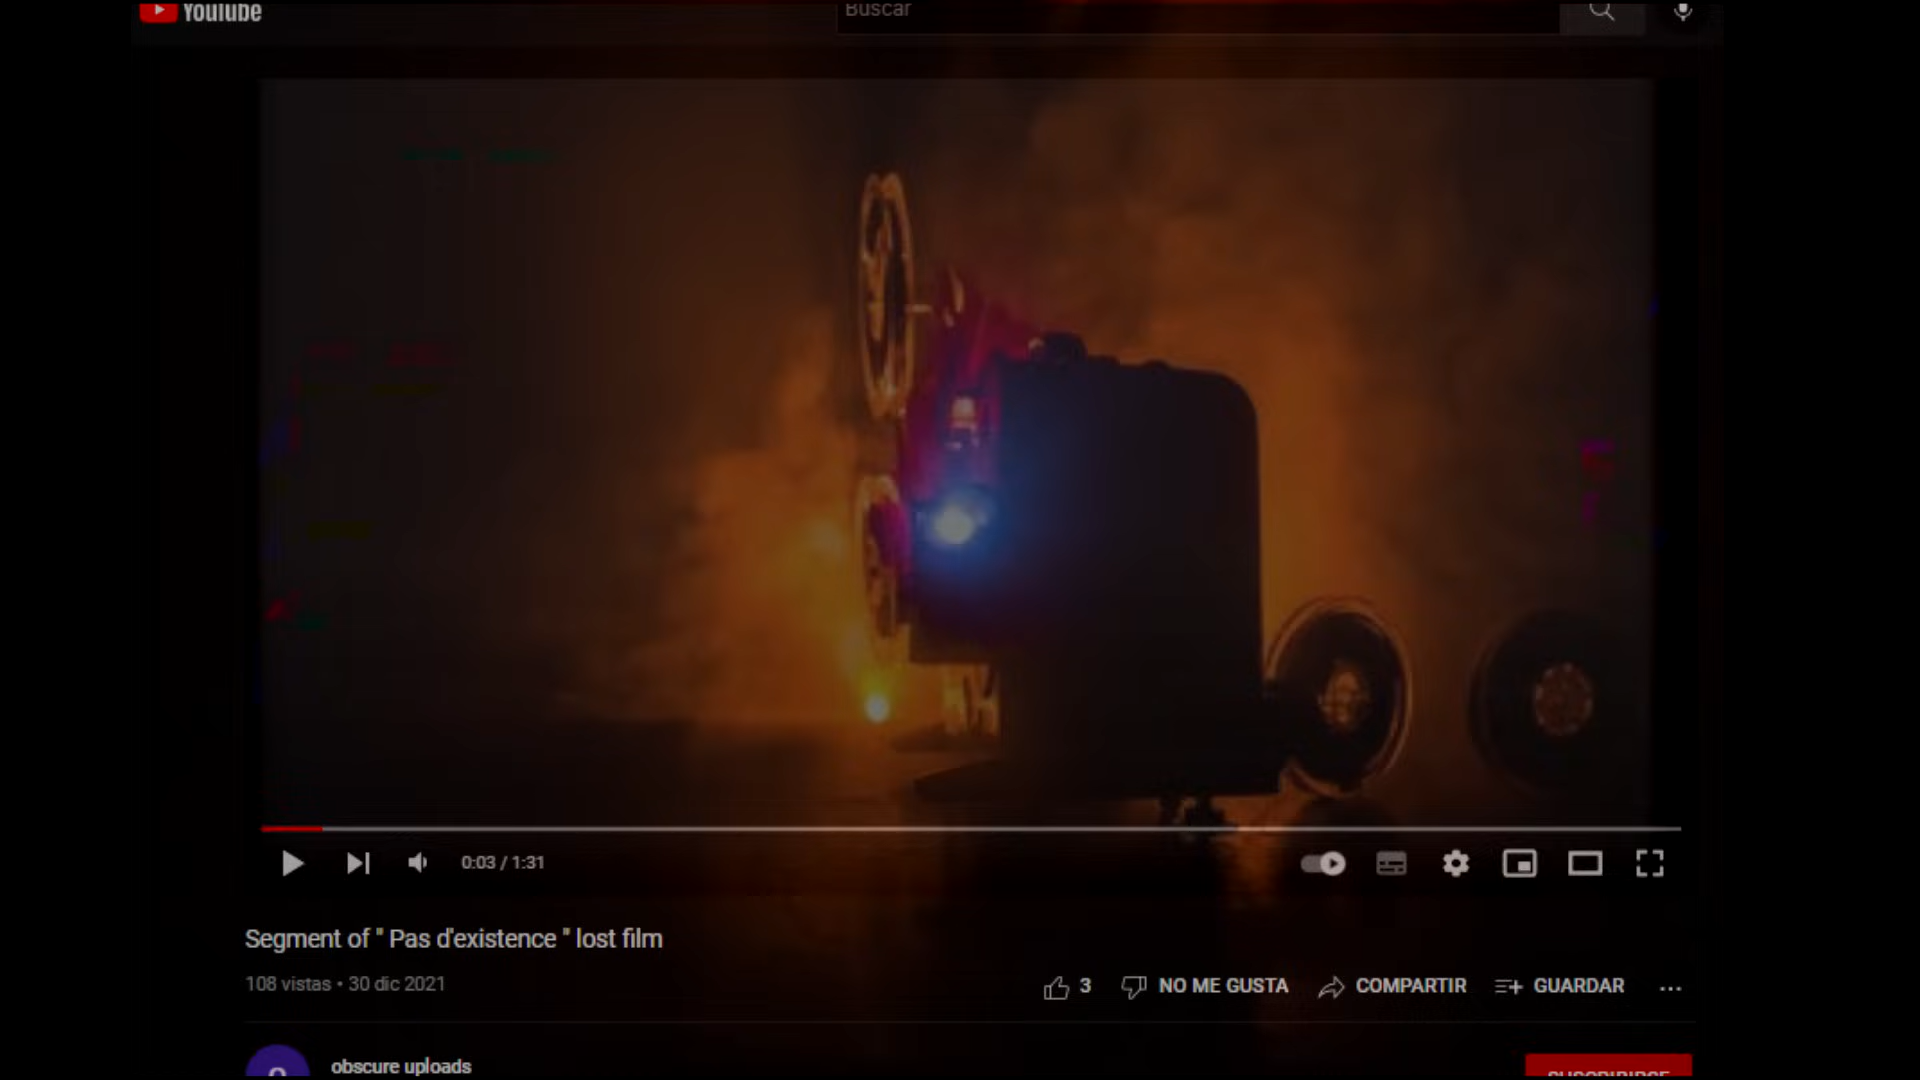 YouTube
Buscar
0:03 / 1:31
Segment of " Pas d'existence " lost film
108 vistas • 30 dic 2021
3 NO ME GUSTA COMPARTIR GUARDAR
obscure uploads
SUSCRIBIRSE